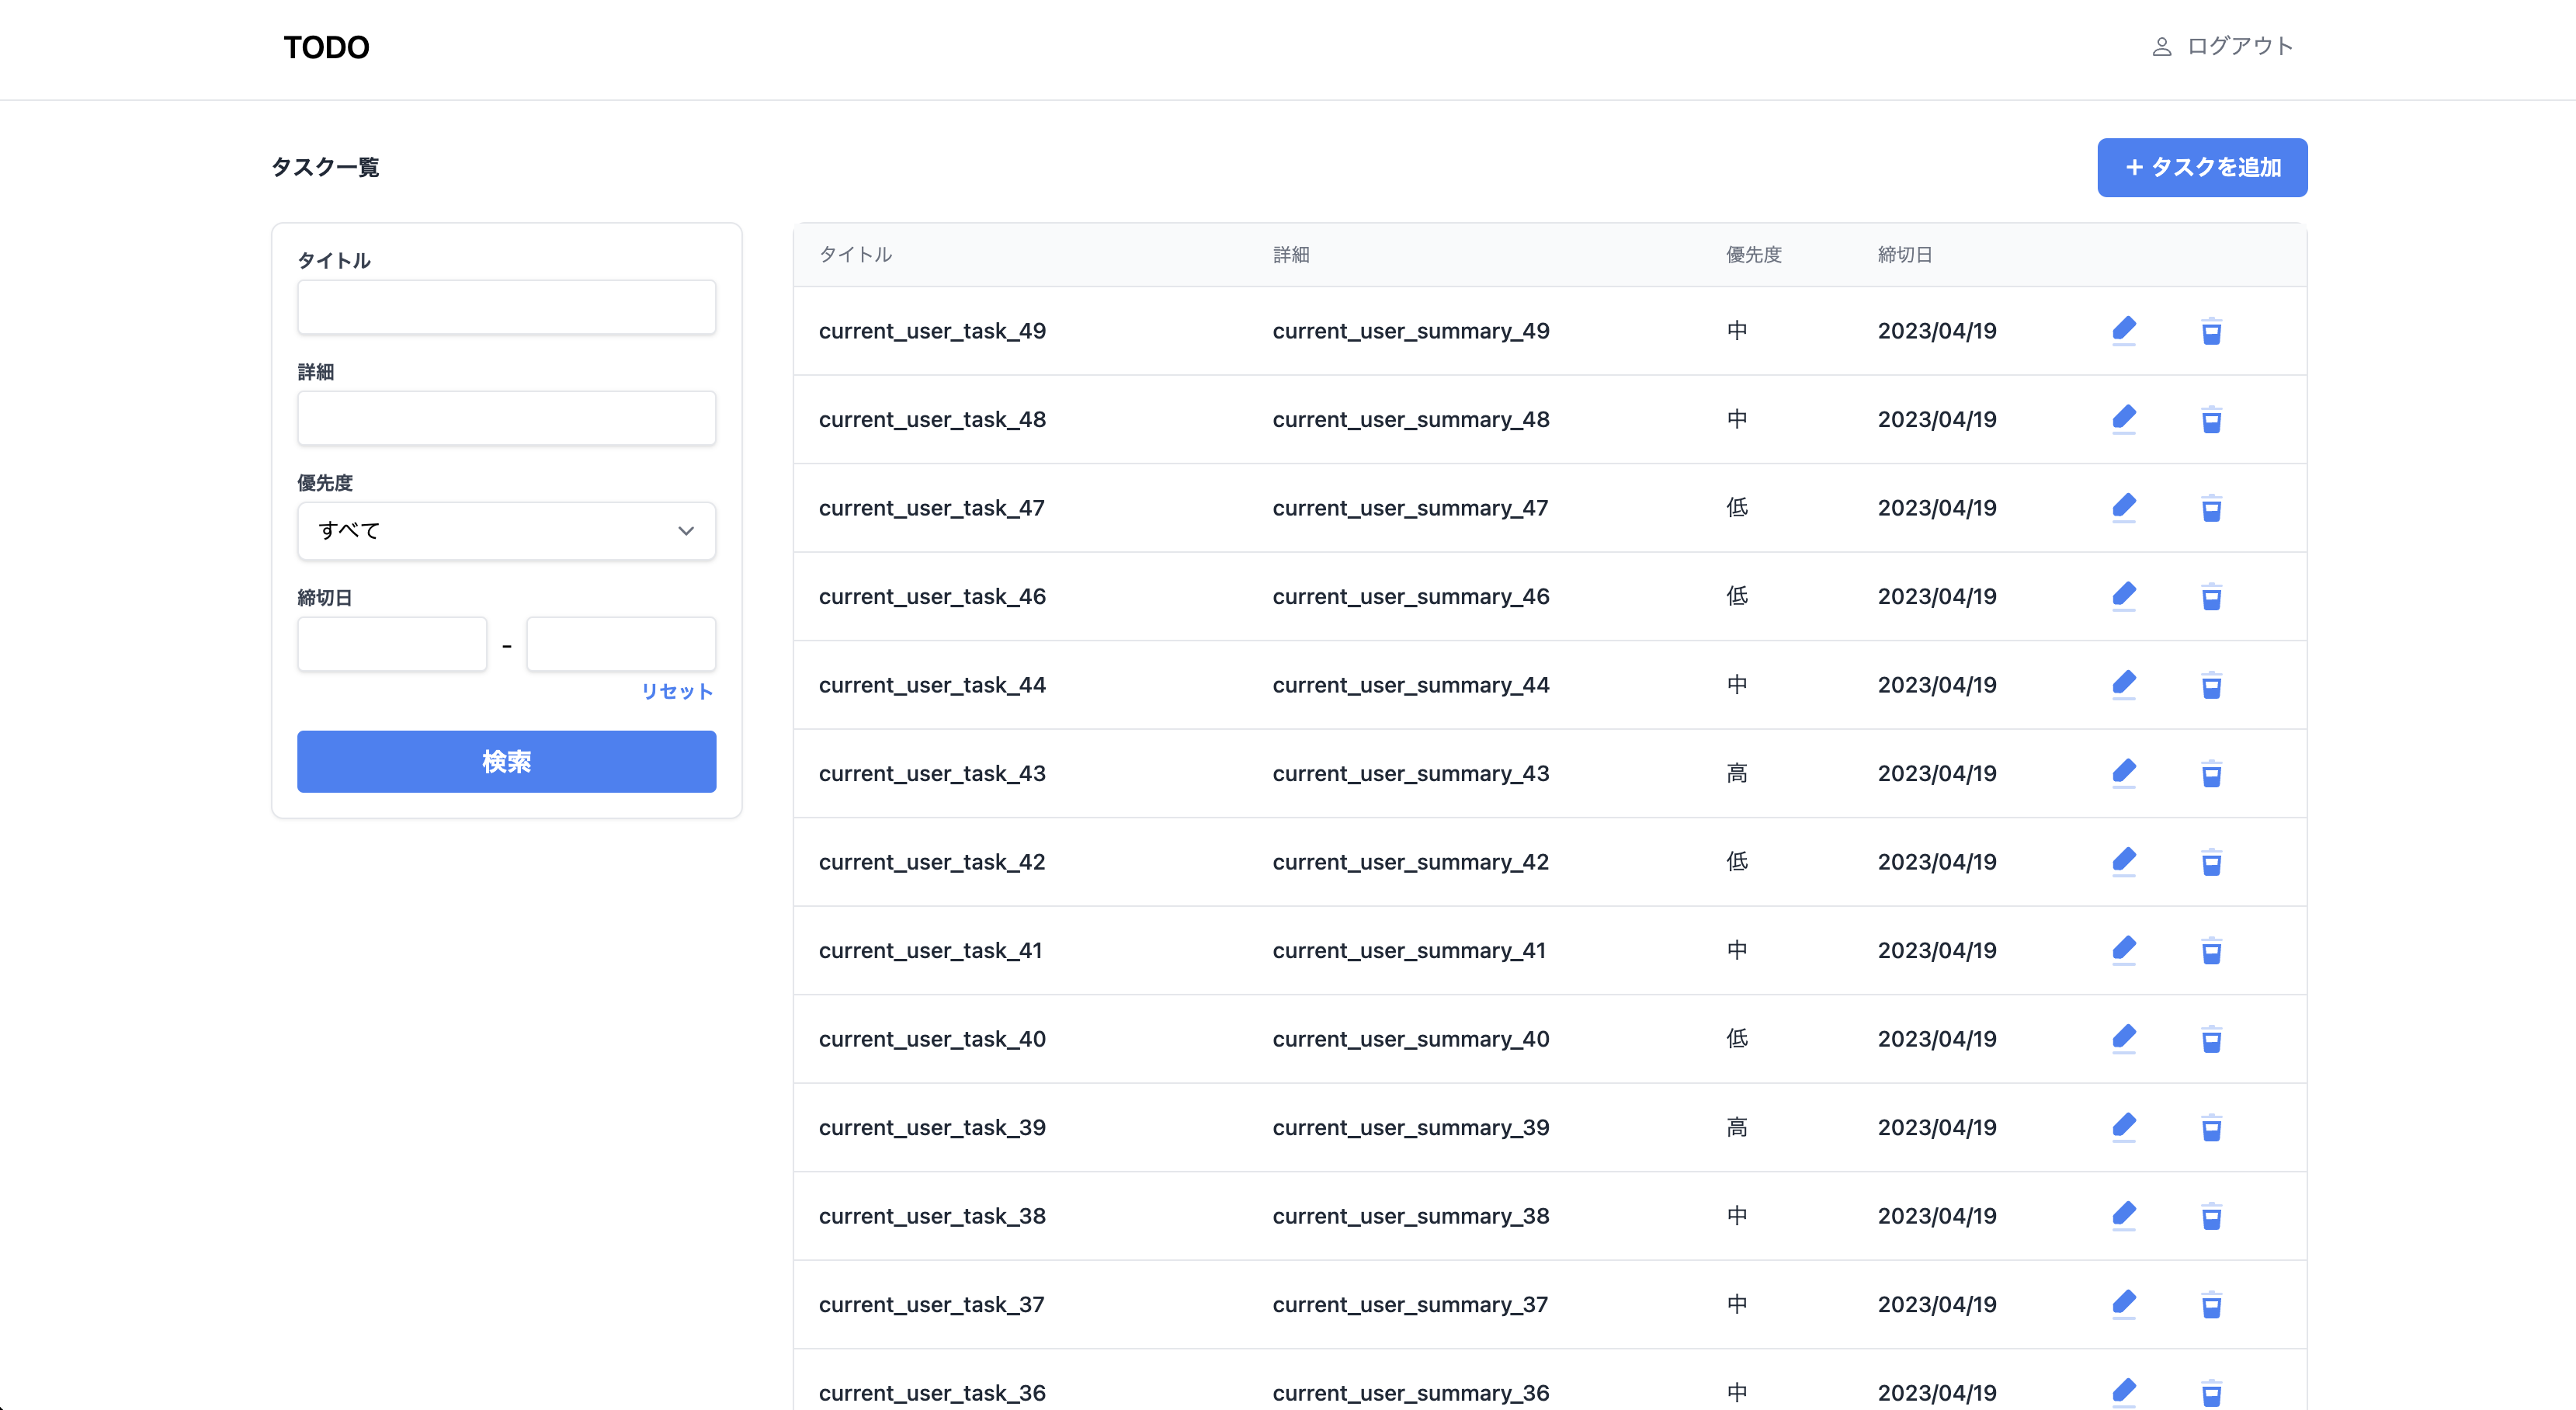 TODO
ログアウト
タスク一覧
+ タスクを追加
タイトル
詳細
優先度
すべて
締切日
-
リセット
検索
タイトル 詳細 優先度 締切日
current_user_task_49 current_user_summary_49 中 2023/04/19
current_user_task_48 current_user_summary_48 中 2023/04/19
current_user_task_47 current_user_summary_47 低 2023/04/19
current_user_task_46 current_user_summary_46 低 2023/04/19
current_user_task_44 current_user_summary_44 中 2023/04/19
current_user_task_43 current_user_summary_43 高 2023/04/19
current_user_task_42 current_user_summary_42 低 2023/04/19
current_user_task_41 current_user_summary_41 中 2023/04/19
current_user_task_40 current_user_summary_40 低 2023/04/19
current_user_task_39 current_user_summary_39 高 2023/04/19
current_user_task_38 current_user_summary_38 中 2023/04/19
current_user_task_37 current_user_summary_37 中 2023/04/19
current_user_task_36 current_user_summary_36 中 2023/04/19